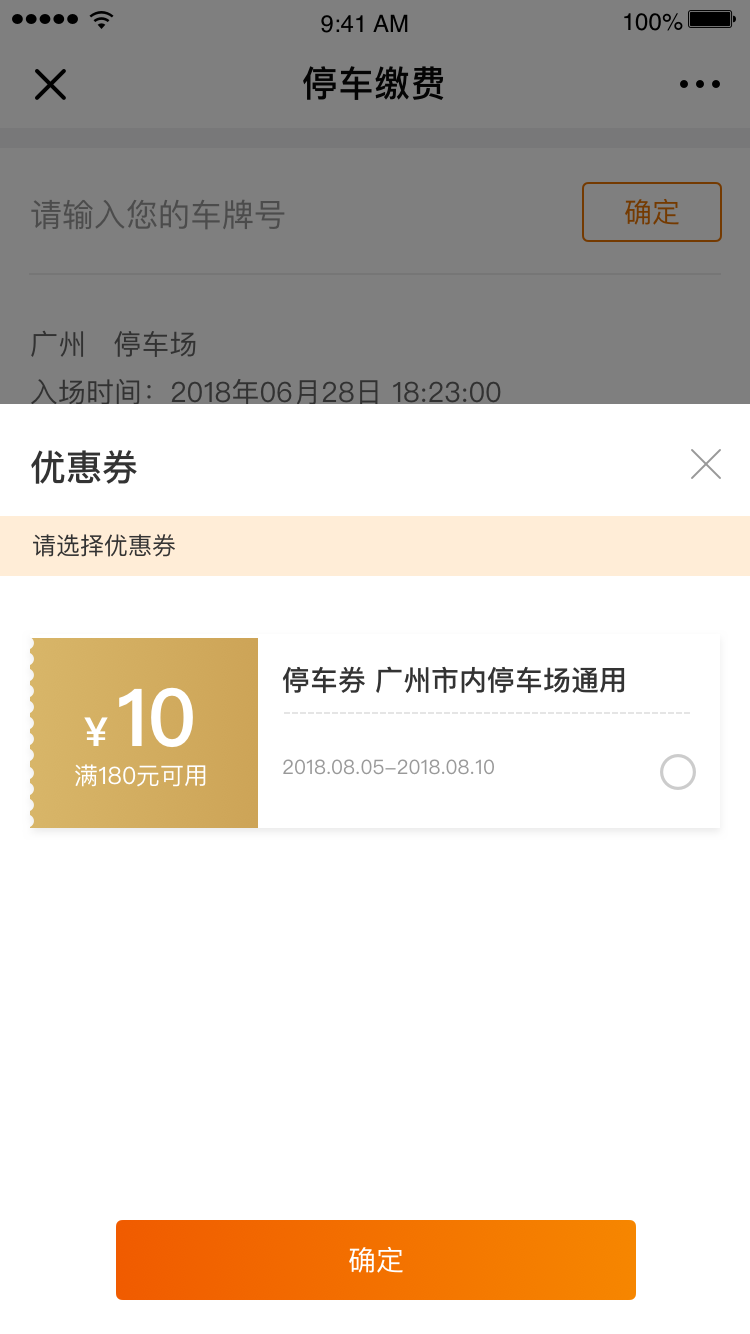 9:41 AM
100%
停车缴费
请输入您的车牌号
确定
广州 停车场
入场时间：2018年06月28日 18:23:00
优惠券
请选择优惠券
¥10
满180元可用
停车券 广州市内停车场通用
2018.08.05-2018.08.10
确定